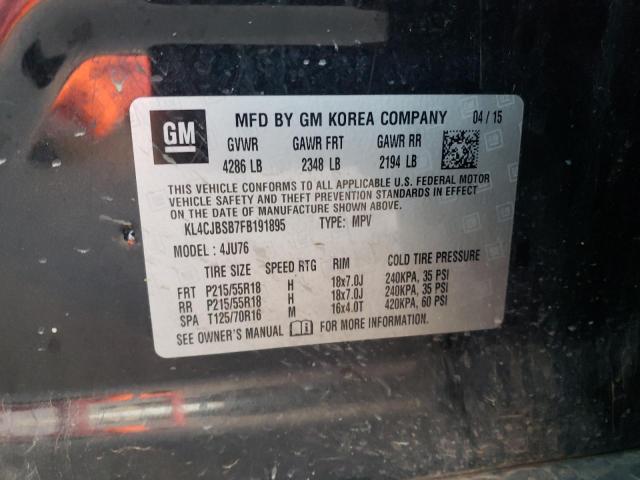 GM
MFD BY GM KOREA COMPANY 04 / 15
GVWR GAWR FRT GAWR RR
4286 LB 2348 LB 2194 LB
THIS VEHICLE CONFORMS TO ALL APPLICABLE U.S. FEDERAL MOTOR
VEHICLE SAFETY AND THEFT PREVENTION STANDARDS IN EFFECT
ON THE DATE OF MANUFACTURE SHOWN ABOVE.
KL4CJBSB7FB191895 TYPE: MPV
MODEL : 4JU76
TIRE SIZE SPEED RTG RIM COLD TIRE PRESSURE
FRT P215/55R18 H 18x7.0J 240KPA, 35 PSI
RR P215/55R18 H 18x7.0J 240KPA, 35 PSI
SPA T125/70R16 M 16x4.0T 420KPA, 60 PSI
SEE OWNER'S MANUAL FOR MORE INFORMATION.